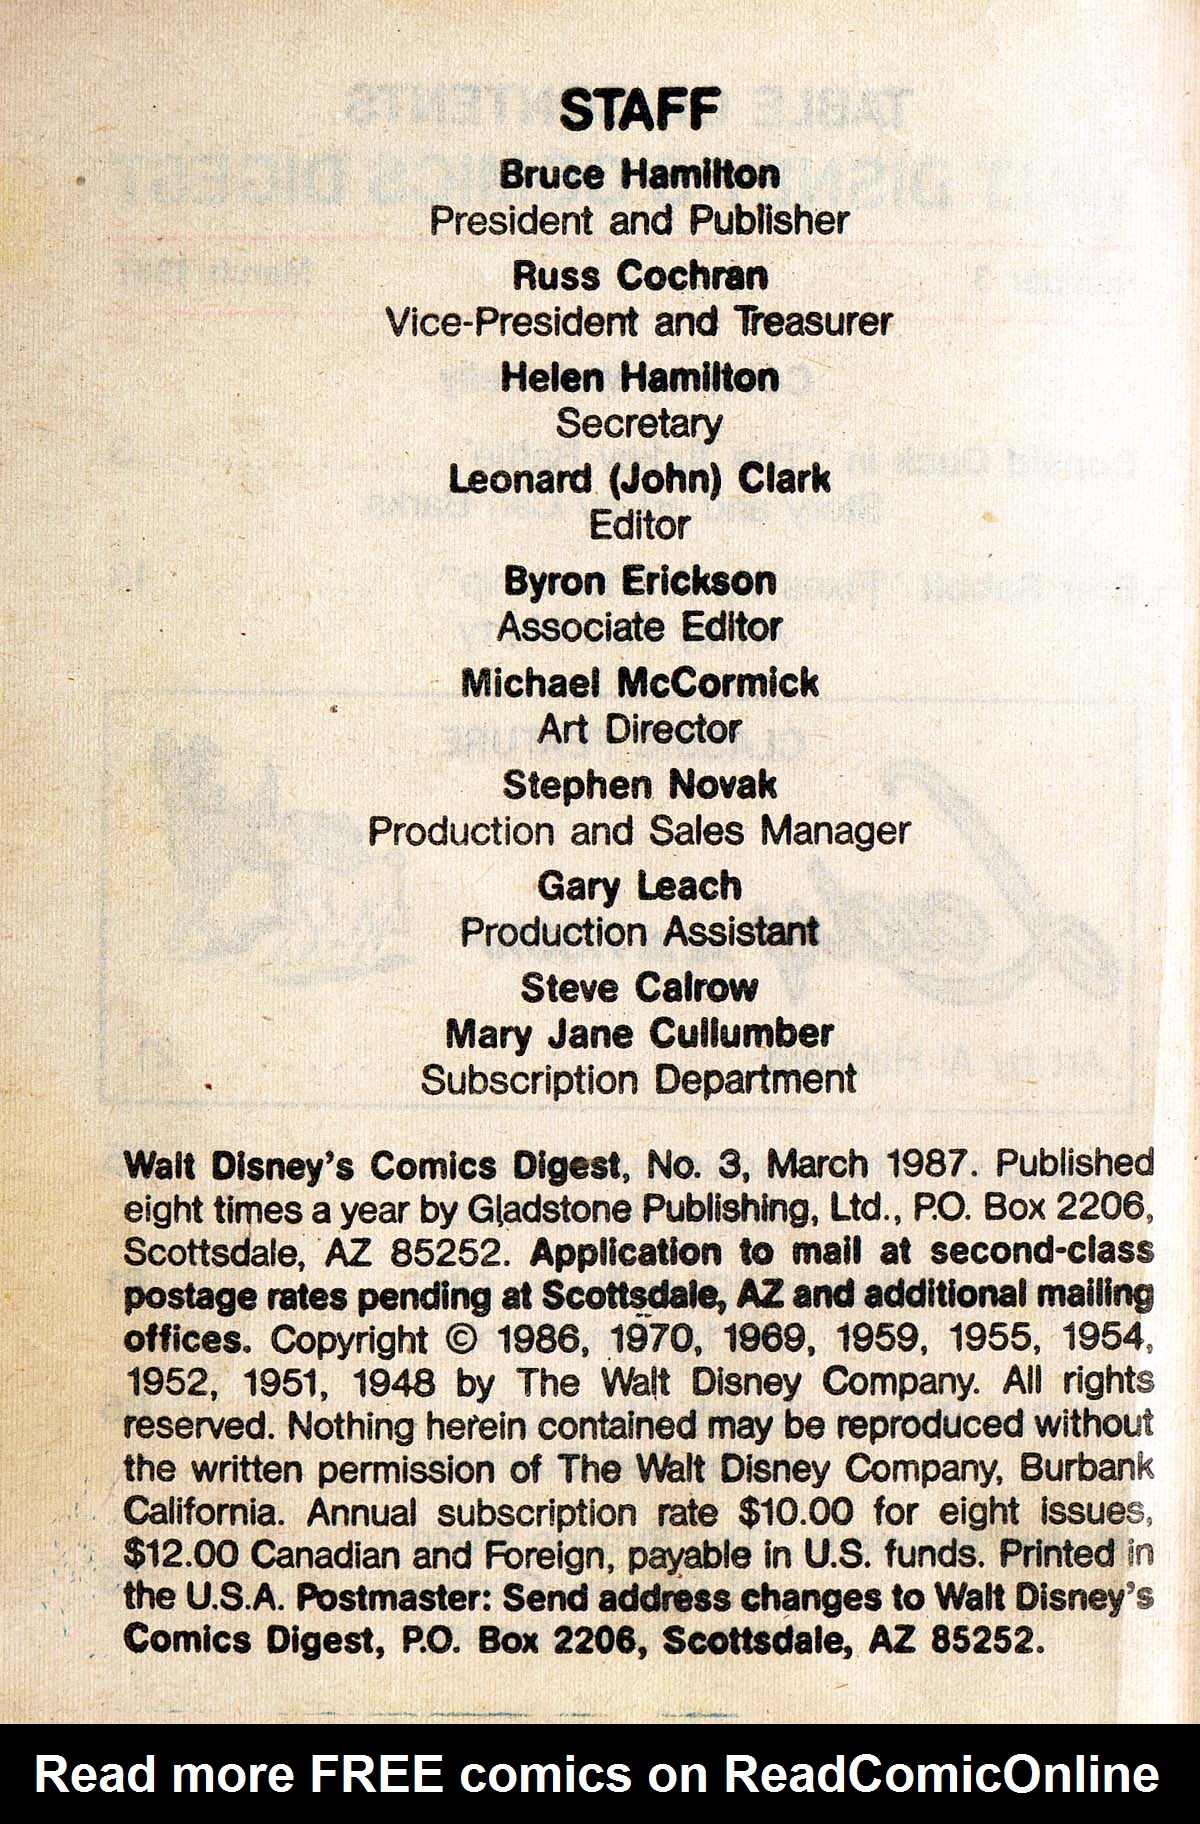 STAFF
Bruce Hamilton
President and Publisher
Russ Cochran
Vice-President and Treasurer
Helen Hamilton
Secretary
Leonard (John) Clark
Editor
Byron Erickson
Associate Editor
Michael McCormick
Art Director
Stephen Novak
Production and Sales Manager
Gary Leach
Production Assistant
Steve Calrow
Mary Jane Cullumber
Subscription Department
Walt Disney's Comics Digest, No. 3, March 1987. Published
eight times a year by Gladstone Publishing, Ltd., P.O. Box 2206,
Scottsdale, AZ 85252. Application to mail at second-class
postage rates pending at Scottsdale, AZ and additional mailing
offices. Copyright © 1986, 1970, 1969, 1959, 1955, 1954,
1952, 1951, 1948 by The Walt Disney Company. All rights
reserved. Nothing herein contained may be reproduced without
the written permission of The Walt Disney Company, Burbank
California. Annual subscription rate $10.00 for eight issues,
$12.00 Canadian and Foreign, payable in U.S. funds. Printed in
the U.S.A. Postmaster: Send address changes to Walt Disney's
Comics Digest, P.O. Box 2206, Scottsdale, AZ 85252.
Read more FREE comics on ReadComicOnline